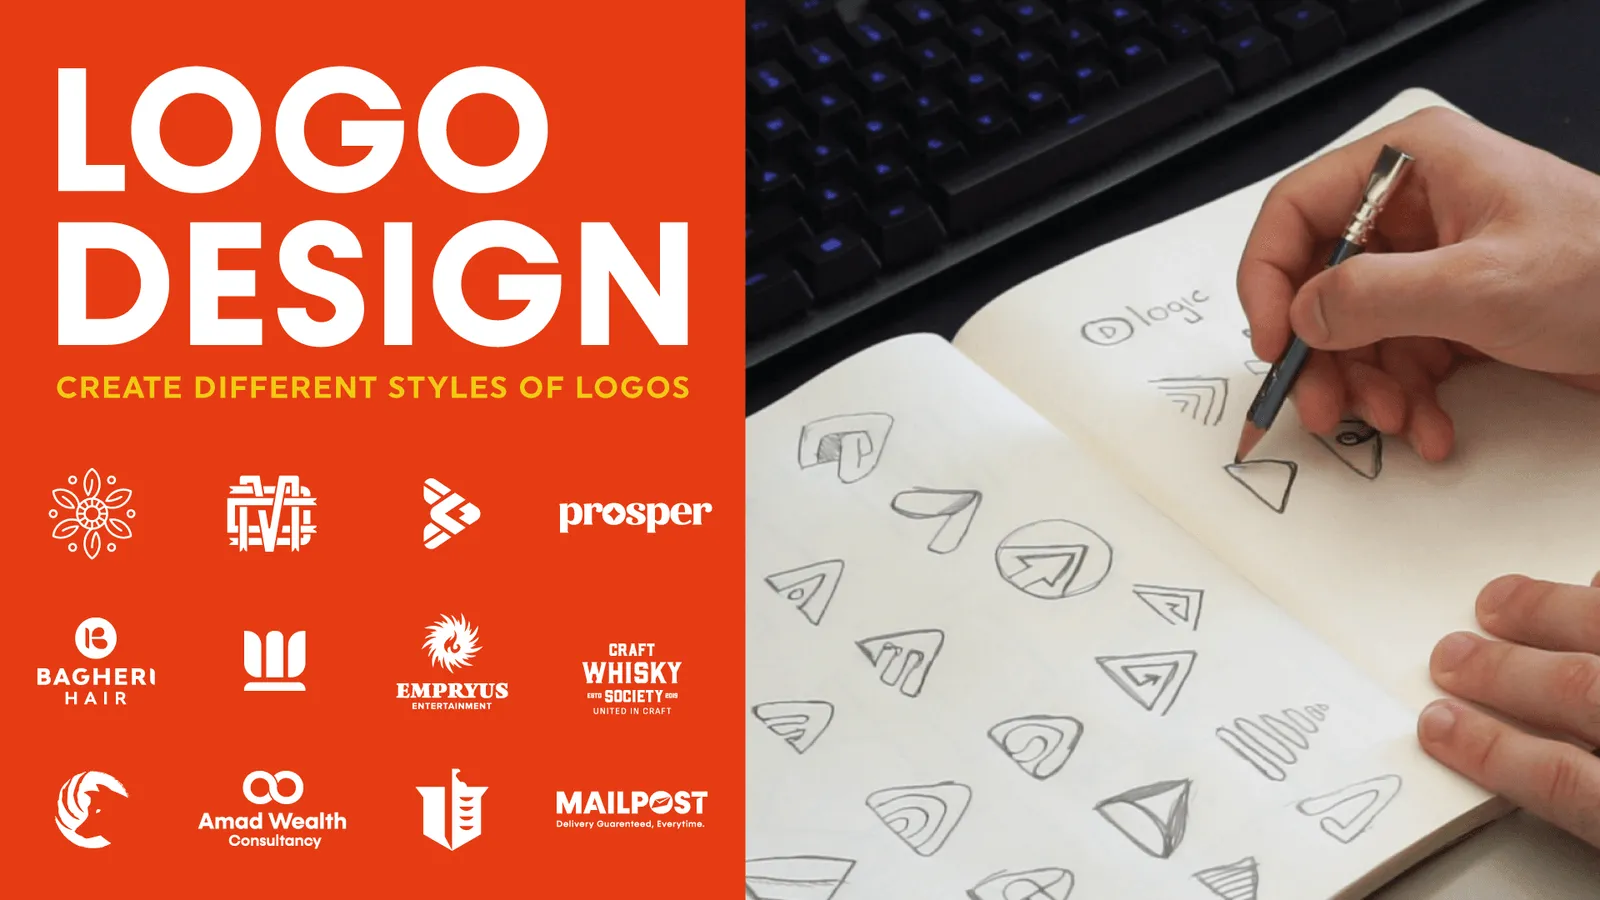 LOGO
DESIGN
CREATE DIFFERENT STYLES OF LOGOS
prosper
BAGHERI
HAIR
EMPRYUS
ENTERTAINMENT
CRAFT
WHISKY
ESTD SOCIETY 2019
UNITED IN CRAFT
Amad Wealth
Consultancy
MAILPOST
Delivery Guarenteed, Everytime.
D logic